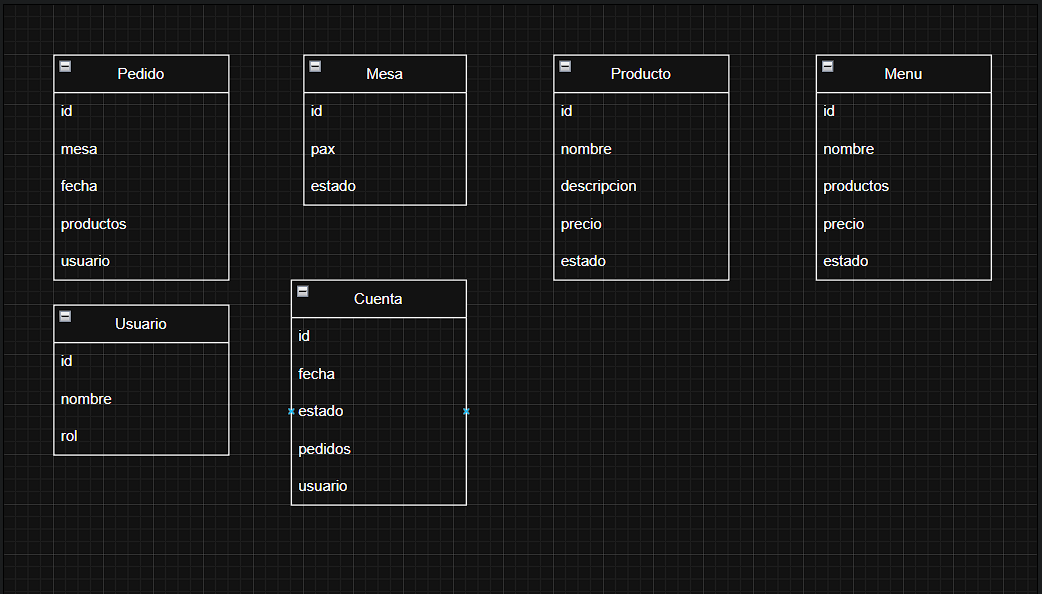 Pedido
id
mesa
fecha
productos
usuario
Mesa
id
pax
estado
Producto
id
nombre
descripcion
precio
estado
Menu
id
nombre
productos
precio
estado
Usuario
id
nombre
rol
Cuenta
id
fecha
estado
pedidos
usuario